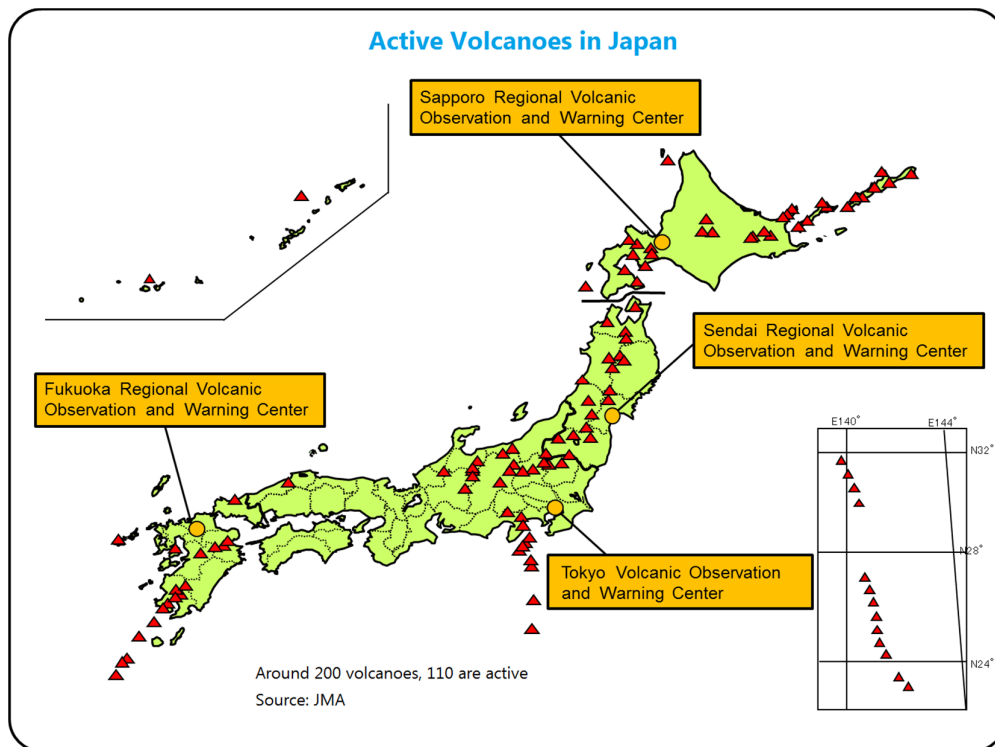 Active Volcanoes in Japan
Sapporo Regional Volcanic
Observation and Warning Center
Sendai Regional Volcanic
Observation and Warning Center
Fukuoka Regional Volcanic
Observation and Warning Center
E140°
E144°
N32°
N28°
Tokyo Volcanic Observation
and Warning Center
N24°
Around 200 volcanoes, 110 are active
Source: JMA